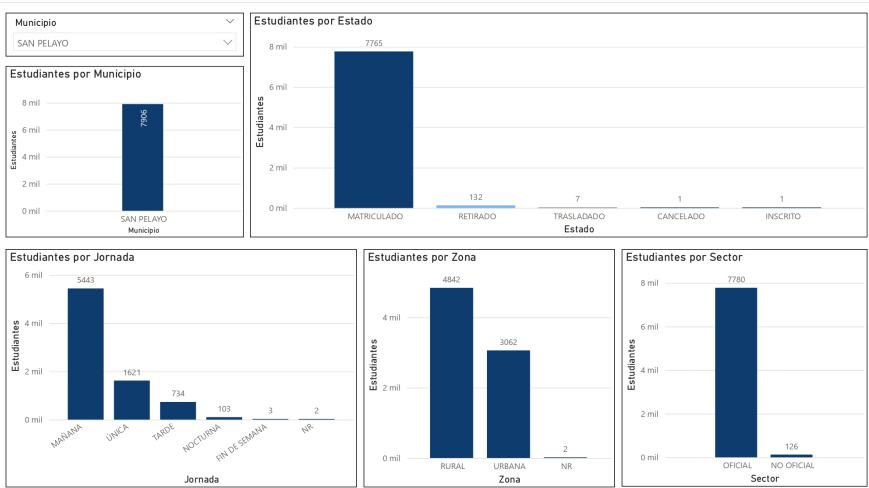 Municipio
SAN PELAYO
Estudiantes por Municipio
8 mil
6 mil
4 mil
2 mil
0 mil
Estudiantes
7906
SAN PELAYO
Municipio
Estudiantes por Estado
8 mil
6 mil
4 mil
2 mil
0 mil
Estudiantes
7765
132
7
1
1
MATRICULADO
RETIRADO
TRASLADADO
CANCELADO
INSCRITO
Estado
Estudiantes por Jornada
6 mil
4 mil
2 mil
0 mil
Estudiantes
5443
1621
734
103
3
2
MAÑANA
ÚNICA
TARDE
NOCTURNA
FIN DE SEMANA
NR
Jornada
Estudiantes por Zona
4 mil
2 mil
0 mil
Estudiantes
4842
3062
2
RURAL
URBANA
NR
Zona
Estudiantes por Sector
8 mil
6 mil
4 mil
2 mil
0 mil
Estudiantes
7780
126
OFICIAL
NO OFICIAL
Sector